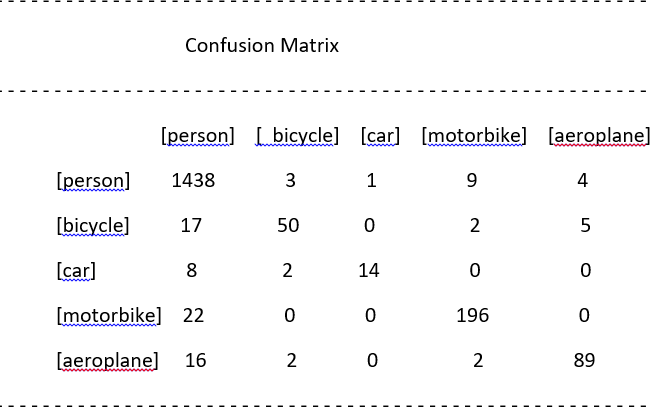 Confusion Matrix
[person] [ bicycle] [car] [motorbike] [aeroplane]
[person] 1438 3 1 9 4
[bicycle] 17 50 0 2 5
[car] 8 2 14 0 0
[motorbike] 22 0 0 196 0
[aeroplane] 16 2 0 2 89